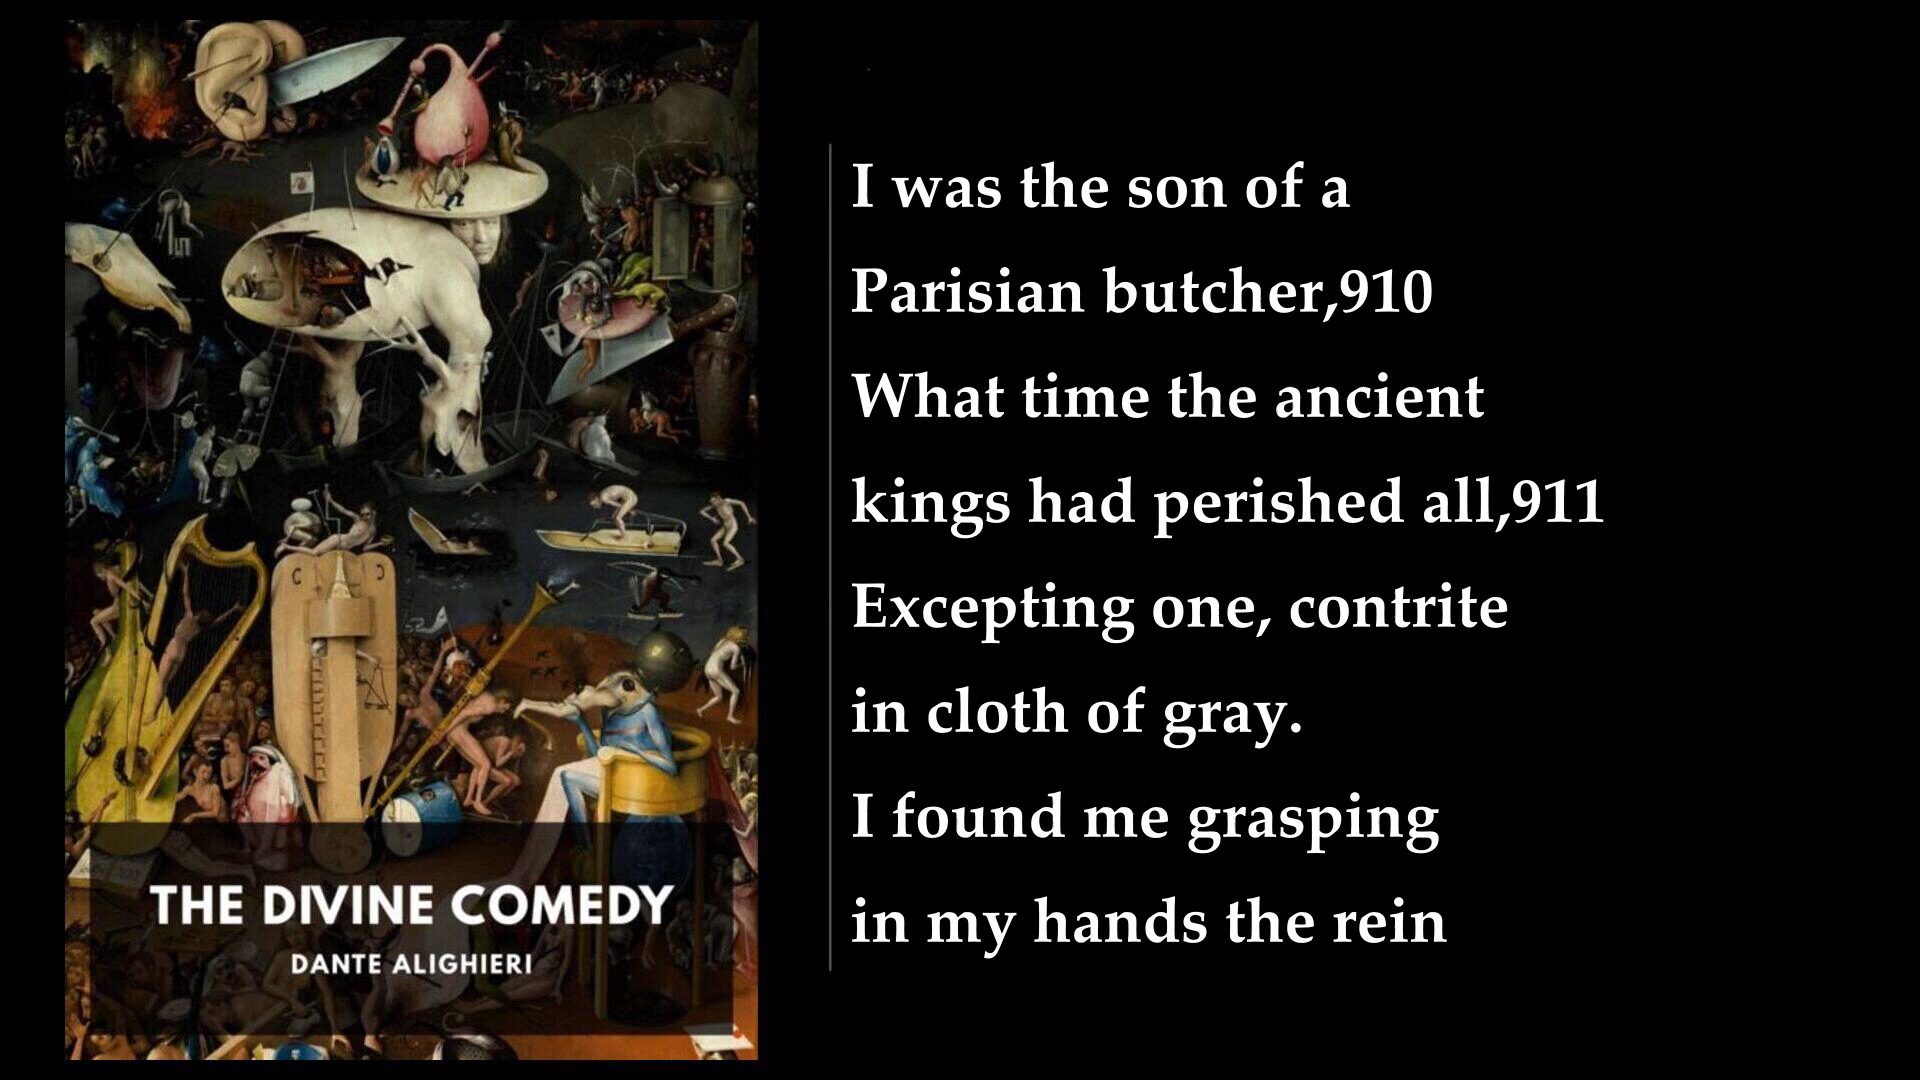 THE DIVINE COMEDY
DANTE ALIGHIERI
I was the son of a
Parisian butcher,910
What time the ancient
kings had perished all,911
Excepting one, contrite
in cloth of gray.
I found me grasping
in my hands the rein